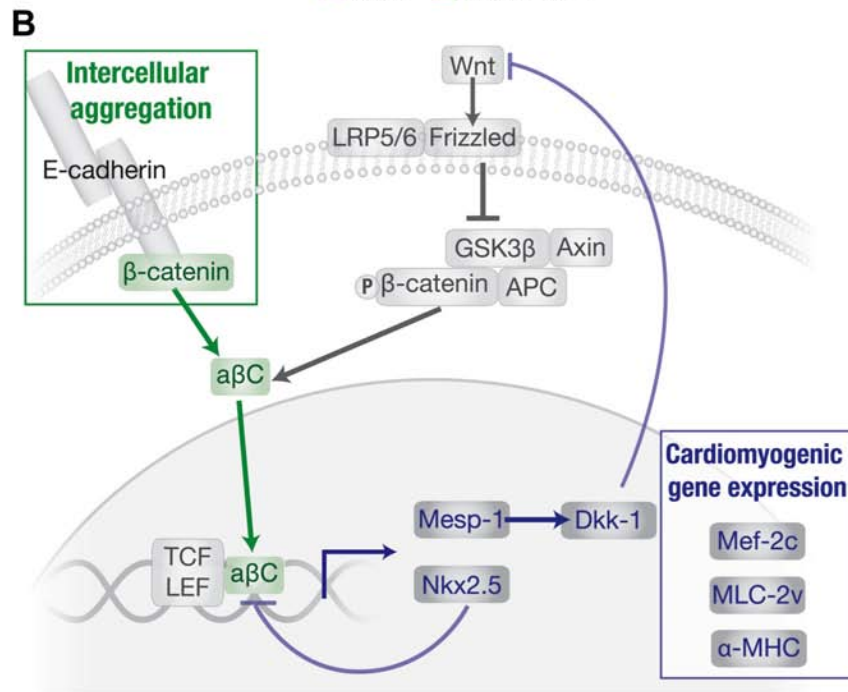 B
Intercellular
aggregation
E-cadherin
β-catenin
Wnt
LRP5/6 Frizzled
GSK3β Axin
P β-catenin APC
aβC
TCF
LEF
aβC
Mesp-1 Dkk-1
Nkx2.5
Cardiomyogenic
gene expression
Mef-2c
MLC-2v
α-MHC